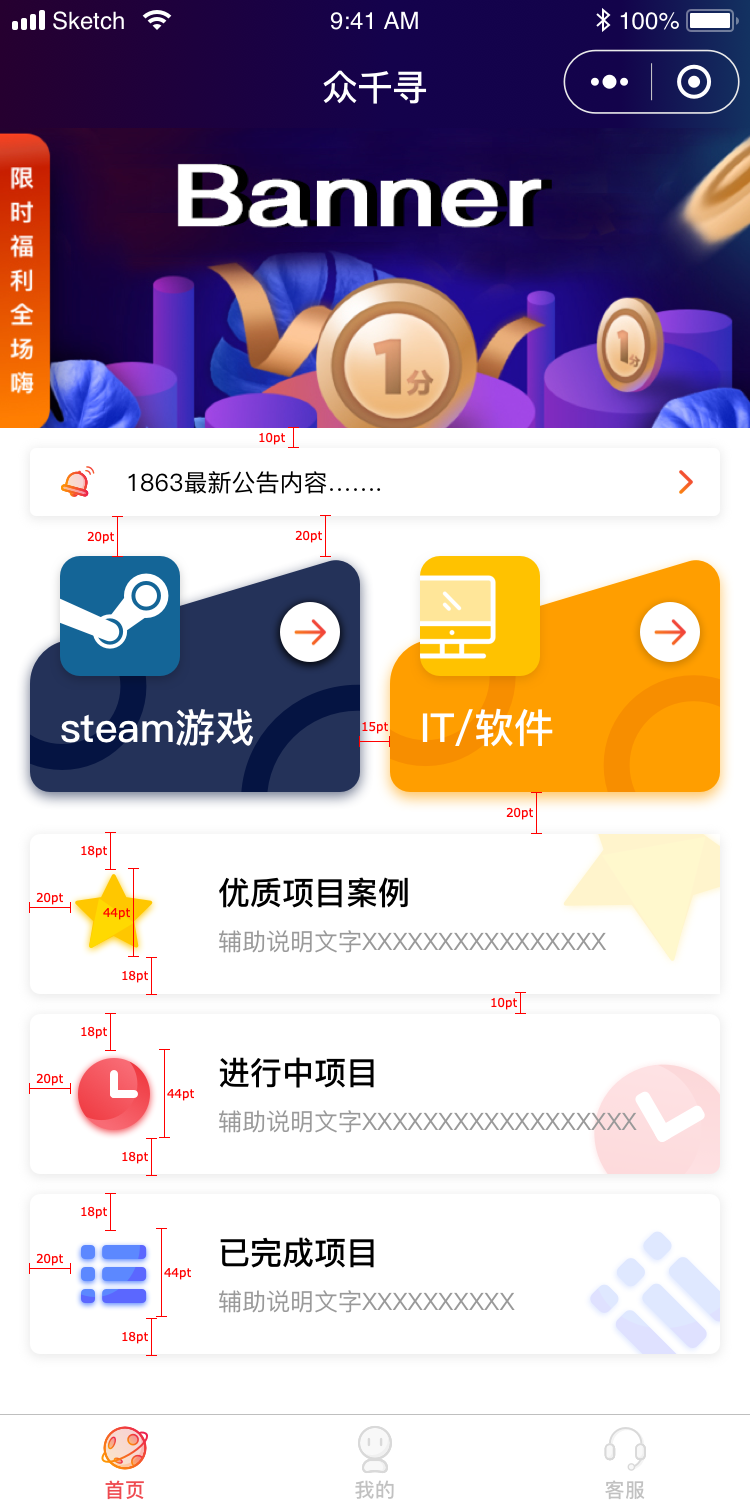 Sketch 9:41 AM 100%
众千寻
限时福利全场嗨
Banner
1分
1分
10pt
1863最新公告内容.......
20pt 20pt
steam游戏
15pt
IT/软件
20pt
18pt
优质项目案例
20pt
44pt
辅助说明文字XXXXXXXXXXXXXXXX
18pt
10pt
18pt
进行中项目
20pt
44pt
辅助说明文字XXXXXXXXXXXXXXXXXX
18pt
18pt
已完成项目
20pt
44pt
辅助说明文字XXXXXXXXXX
18pt
首页 我的 客服